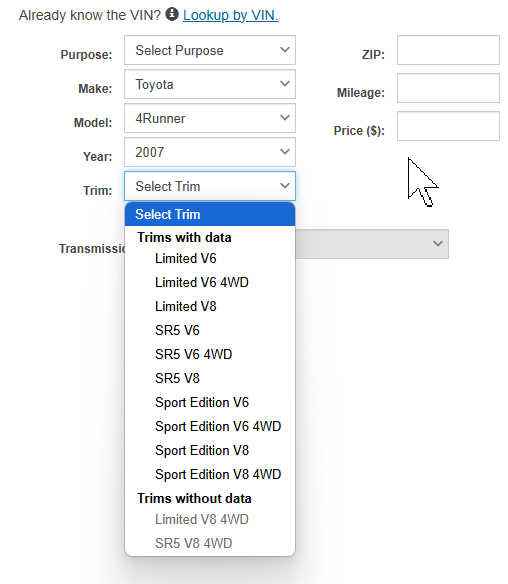 Already know the VIN? Lookup by VIN.
Purpose: Select Purpose ZIP:
Make: Toyota Mileage:
Model: 4Runner Price ($):
Year: 2007
Trim: Select Trim
Select Trim
Trims with data
Limited V6
Limited V6 4WD
Limited V8
SR5 V6
SR5 V6 4WD
SR5 V8
Sport Edition V6
Sport Edition V6 4WD
Sport Edition V8
Sport Edition V8 4WD
Trims without data
Limited V8 4WD
SR5 V8 4WD